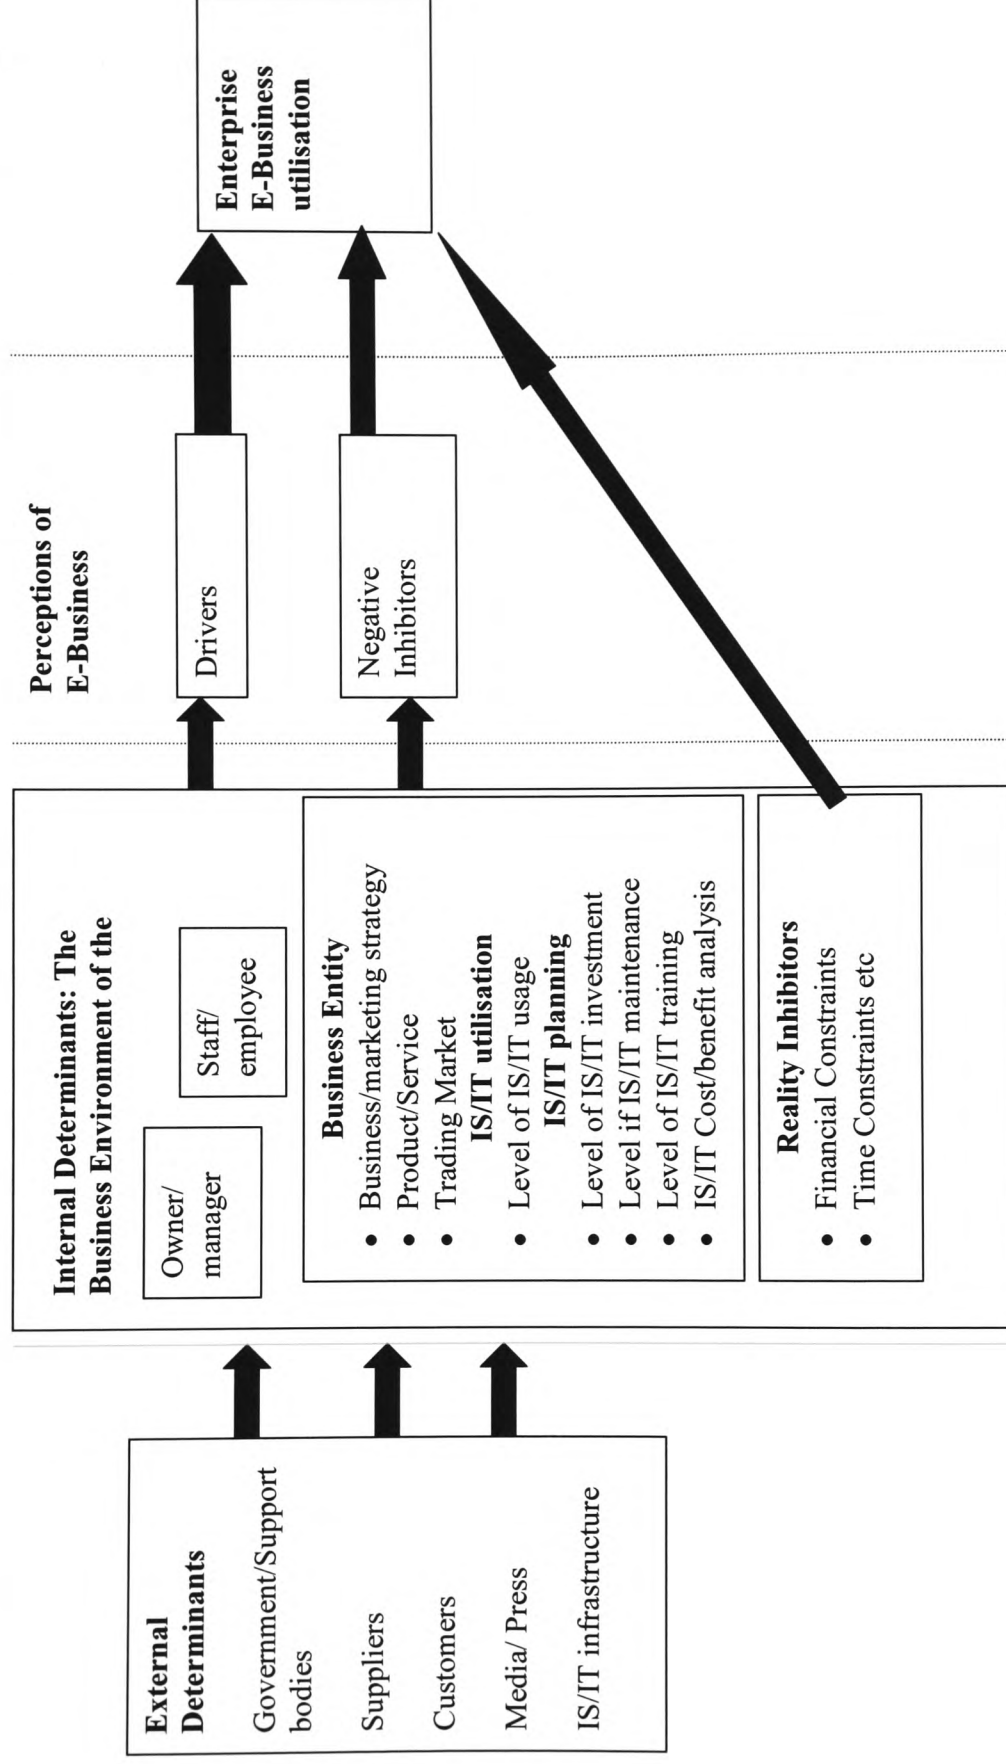 External
Determinants
Government/Support
bodies
Suppliers
Customers
Media/ Press
IS/IT infrastructure
Internal Determinants: The
Business Environment of the
Owner/
manager
Staff/
employee
Business Entity
• Business/marketing strategy
• Product/Service
• Trading Market
IS/IT utilisation
• Level of IS/IT usage
IS/IT planning
• Level of IS/IT investment
• Level if IS/IT maintenance
• Level of IS/IT training
• IS/IT Cost/benefit analysis
Reality Inhibitors
• Financial Constraints
• Time Constraints etc
Perceptions of
E-Business
Drivers
Negative
Inhibitors
Enterprise
E-Business
utilisation